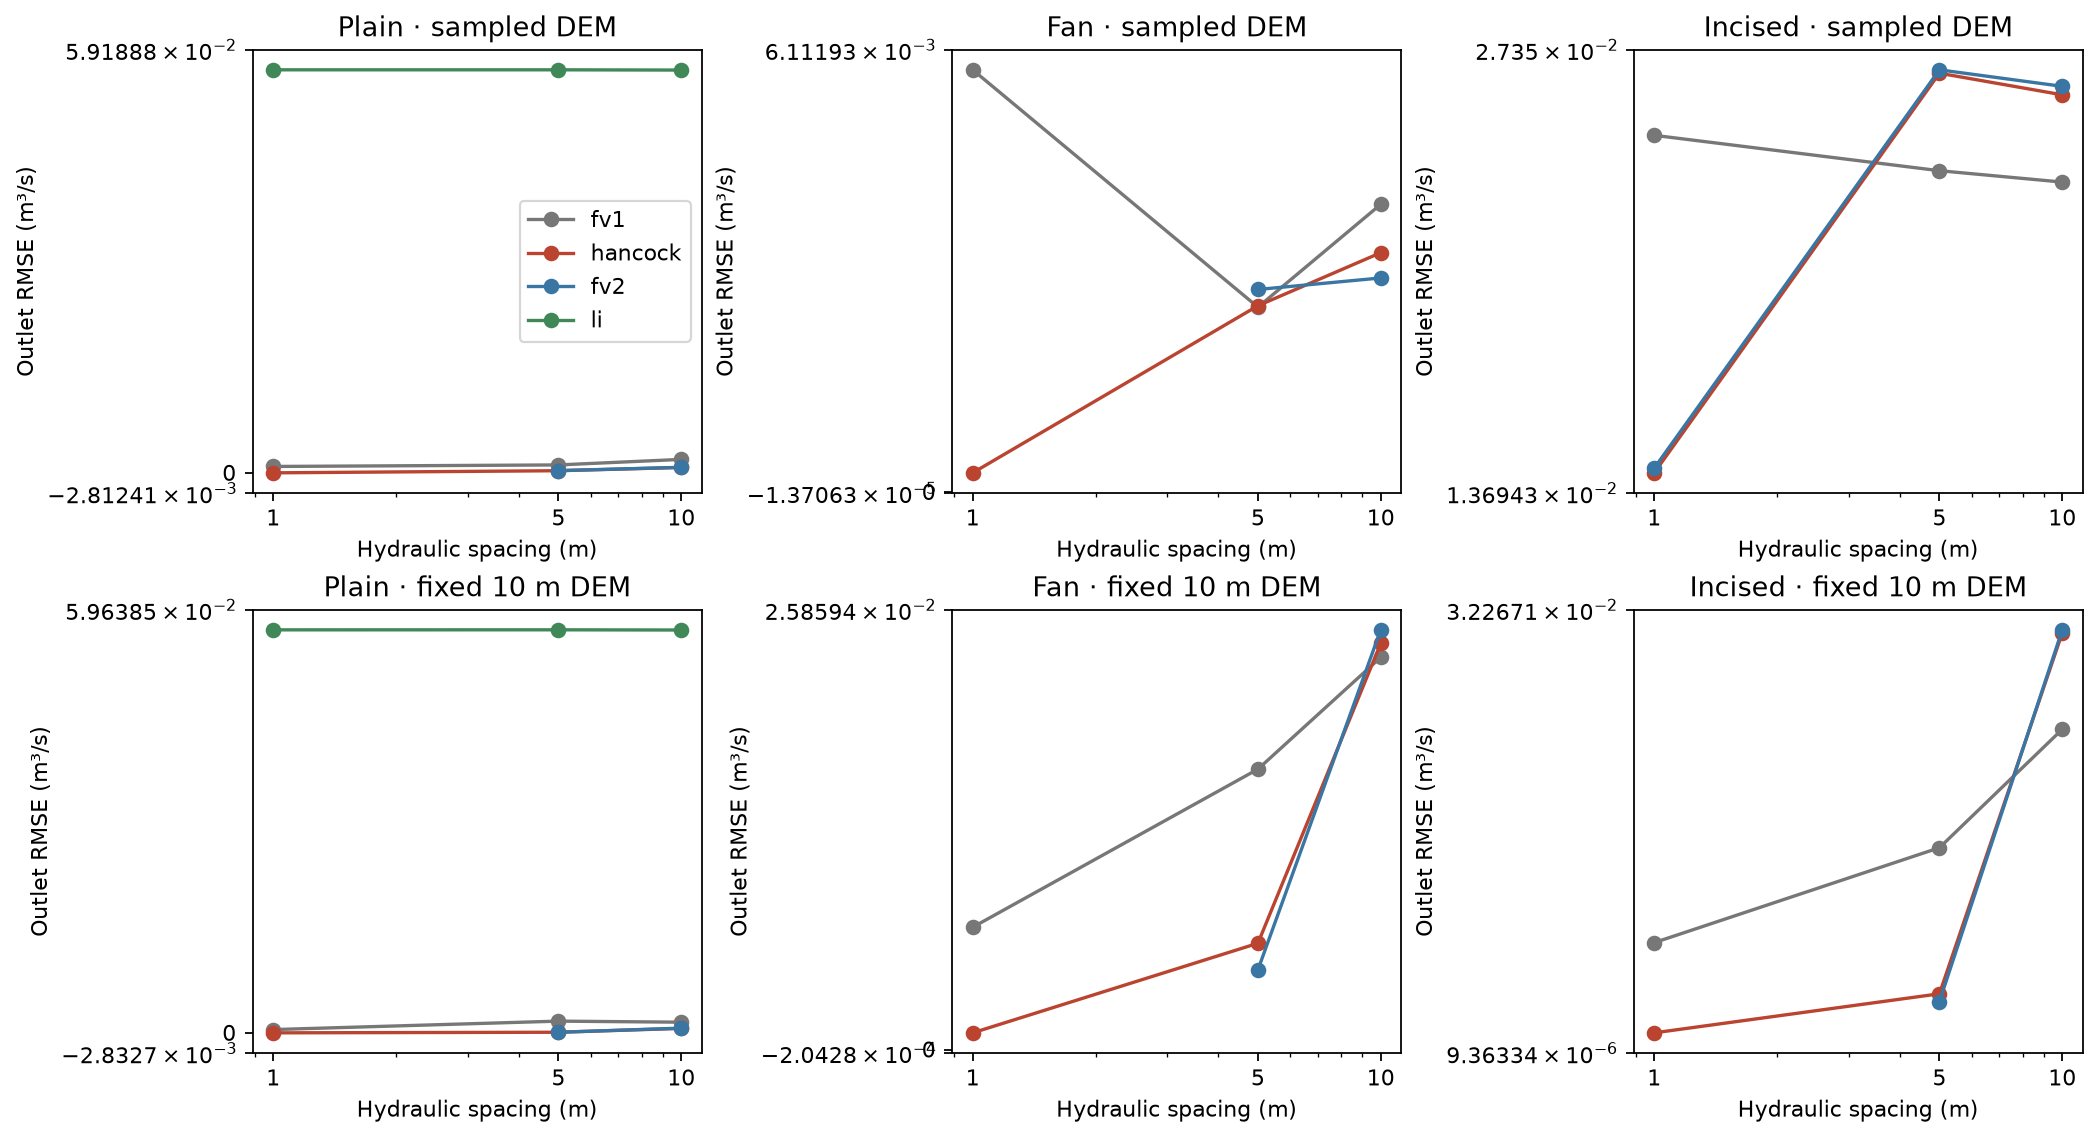 Plain · sampled DEM
5.91888 × 10⁻²
0
−2.81241 × 10⁻³
Outlet RMSE (m³/s)
fv1
hancock
fv2
li
1 5 10
Hydraulic spacing (m)
Fan · sampled DEM
6.11193 × 10⁻³
0
Outlet RMSE (m³/s)
1 5 10
Hydraulic spacing (m)
Incised · sampled DEM
2.735 × 10⁻²
1.36943 × 10⁻²
Outlet RMSE (m³/s)
1 5 10
Hydraulic spacing (m)
Plain · fixed 10 m DEM
5.96385 × 10⁻²
0
−2.8327 × 10⁻³
Outlet RMSE (m³/s)
1 5 10
Hydraulic spacing (m)
Fan · fixed 10 m DEM
2.58594 × 10⁻²
0
Outlet RMSE (m³/s)
1 5 10
Hydraulic spacing (m)
Incised · fixed 10 m DEM
3.22671 × 10⁻²
9.36334 × 10⁻⁶
Outlet RMSE (m³/s)
1 5 10
Hydraulic spacing (m)